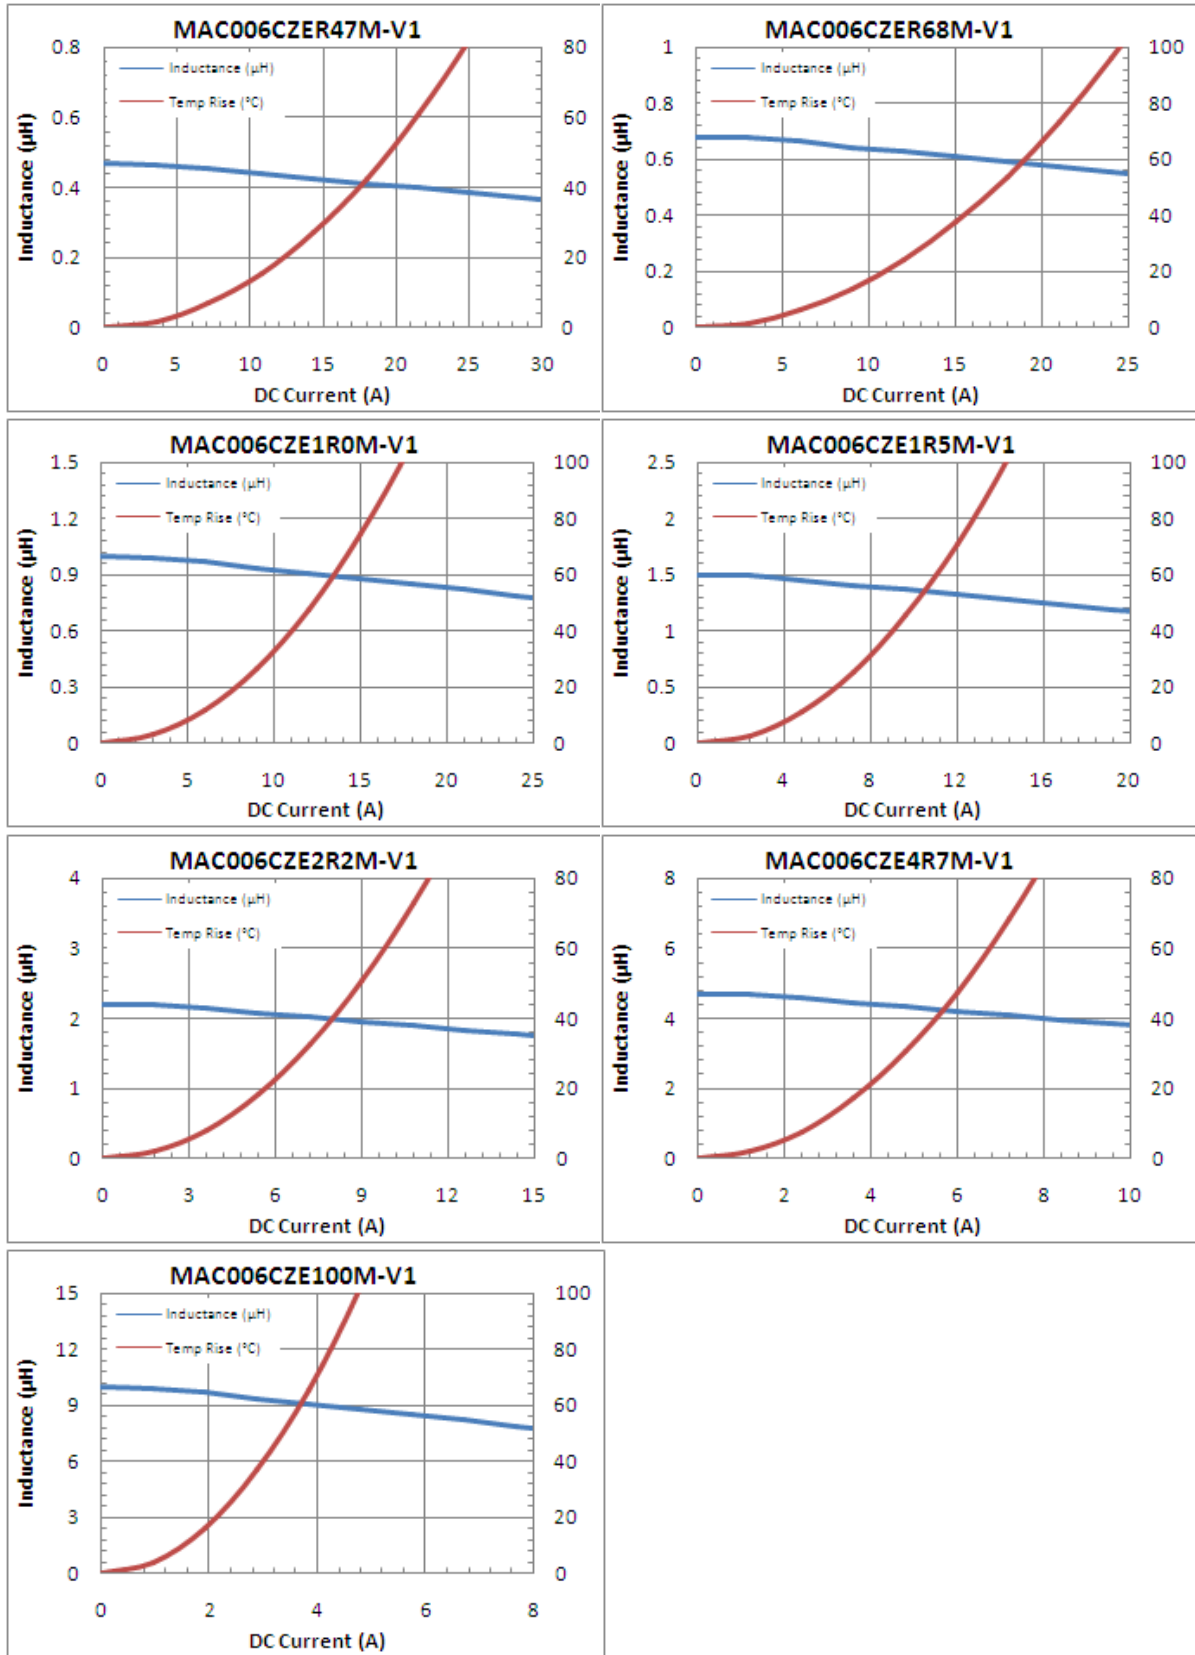 MAC006CZER47M-V1
Inductance (µH)
Temp Rise (°C)
Inductance (µH)
0.8
0.6
0.4
0.2
0
80
60
40
20
0
0 5 10 15 20 25 30
DC Current (A)
MAC006CZER68M-V1
Inductance (µH)
Temp Rise (°C)
Inductance (µH)
1
0.8
0.6
0.4
0.2
0
100
80
60
40
20
0
0 5 10 15 20 25
DC Current (A)
MAC006CZE1R0M-V1
Inductance (µH)
Temp Rise (°C)
Inductance (µH)
1.5
1.2
0.9
0.6
0.3
0
100
80
60
40
20
0
0 5 10 15 20 25
DC Current (A)
MAC006CZE1R5M-V1
Inductance (µH)
Temp Rise (°C)
Inductance (µH)
2.5
2
1.5
1
0.5
0
100
80
60
40
20
0
0 4 8 12 16 20
DC Current (A)
MAC006CZE2R2M-V1
Inductance (µH)
Temp Rise (°C)
Inductance (µH)
4
3
2
1
0
80
60
40
20
0
0 3 6 9 12 15
DC Current (A)
MAC006CZE4R7M-V1
Inductance (µH)
Temp Rise (°C)
Inductance (µH)
8
6
4
2
0
80
60
40
20
0
0 2 4 6 8 10
DC Current (A)
MAC006CZE100M-V1
Inductance (µH)
Temp Rise (°C)
Inductance (µH)
15
12
9
6
3
0
100
80
60
40
20
0
0 2 4 6 8
DC Current (A)